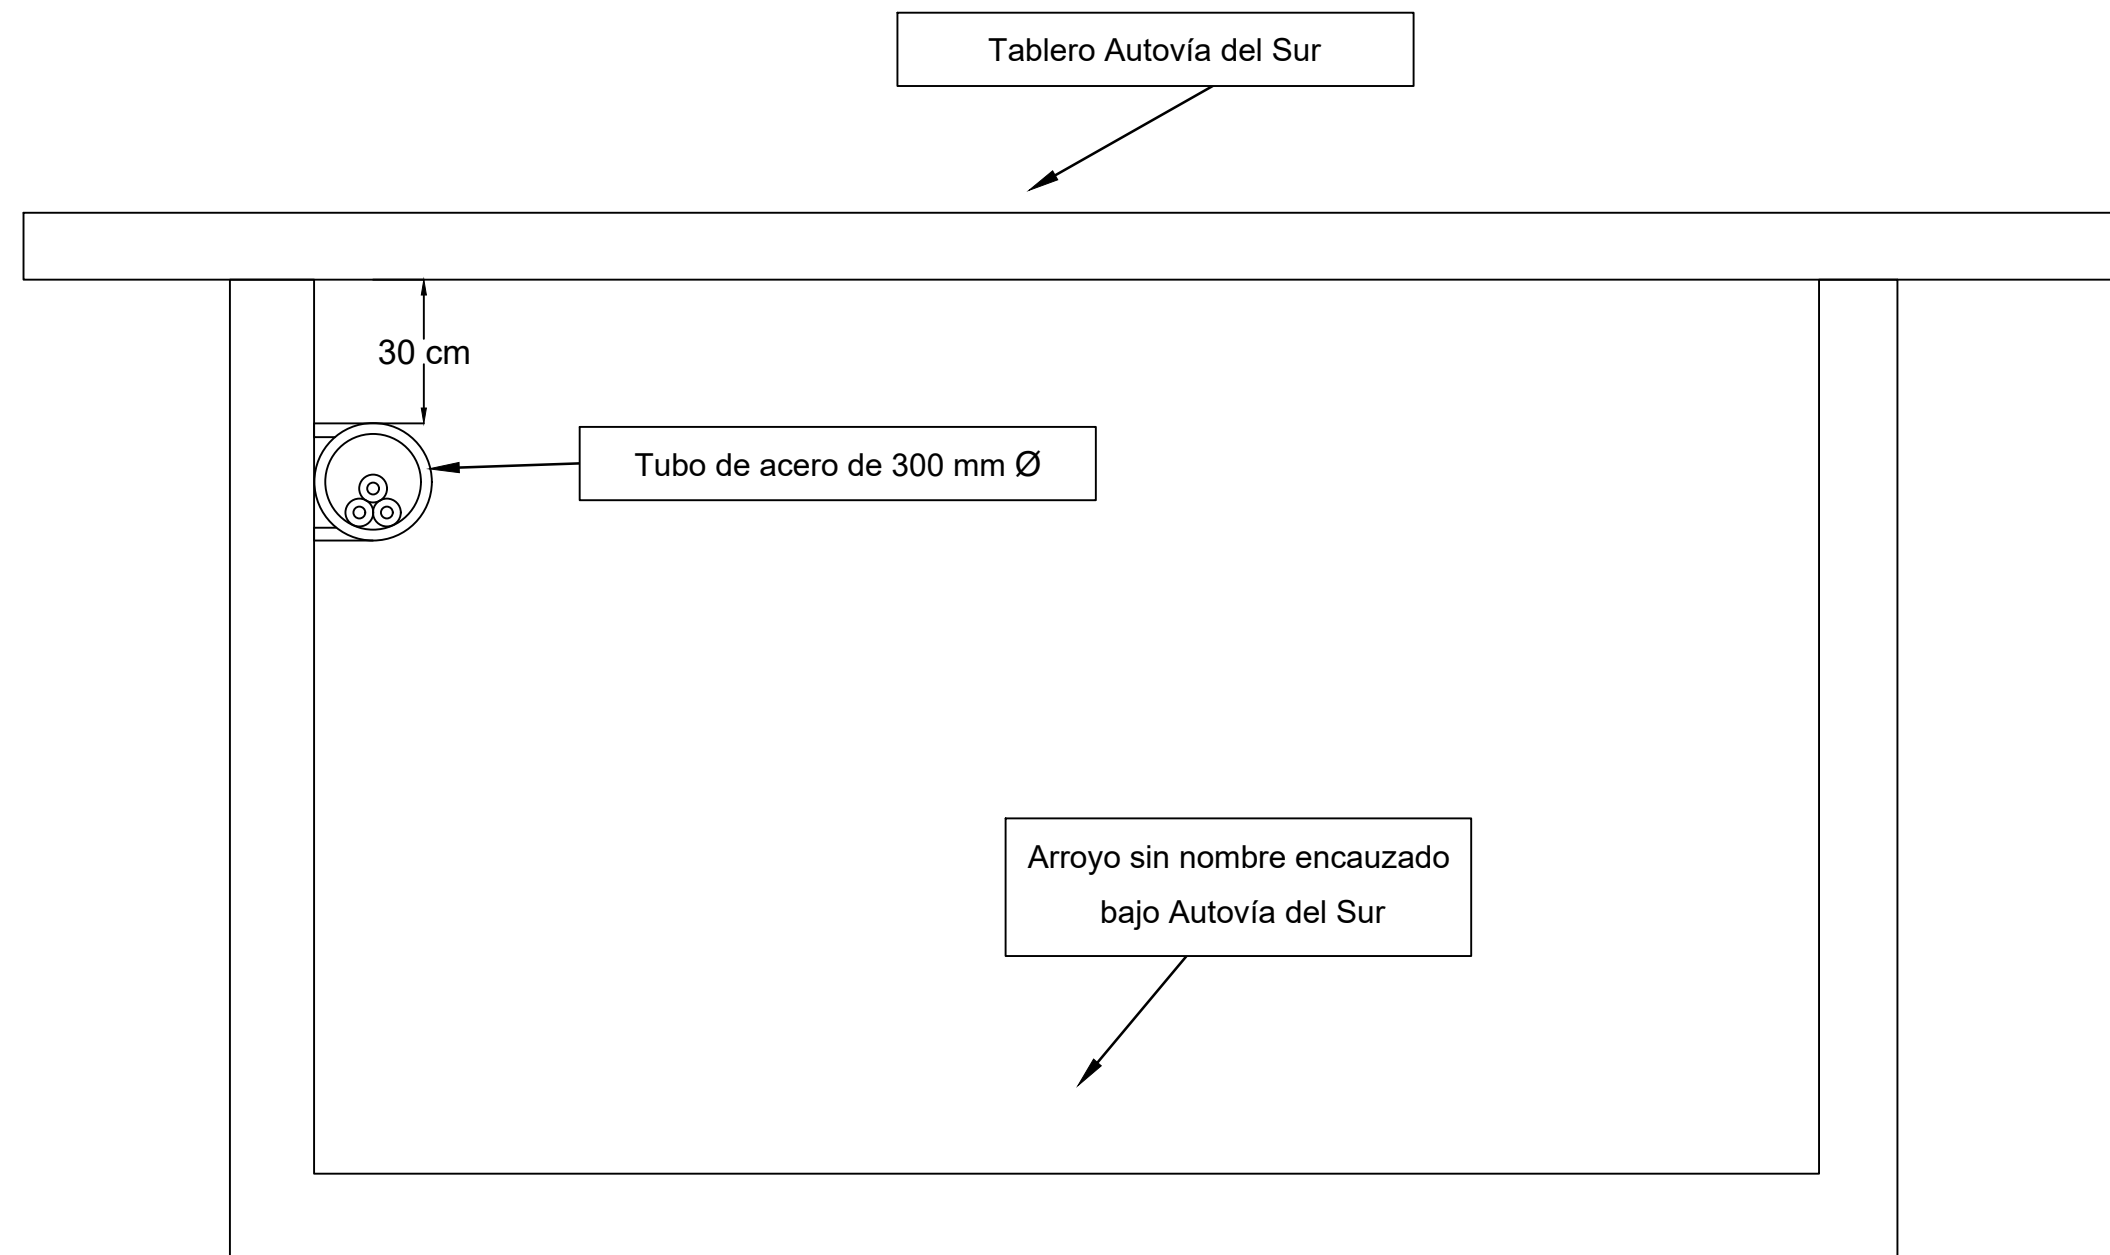 Tablero Autovía del Sur
30 cm
Tubo de acero de 300 mm Ø
Arroyo sin nombre encauzado
bajo Autovía del Sur